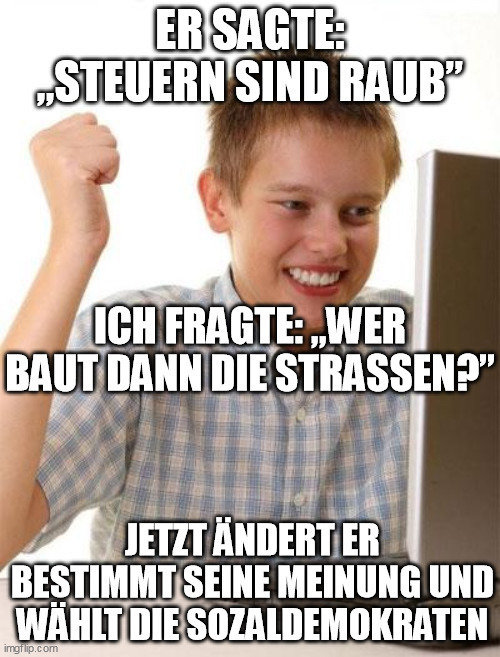 ER SAGTE:
„STEUERN SIND RAUB”
ICH FRAGTE: „WER
BAUT DANN DIE STRASSEN?”
JETZT ÄNDERT ER
BESTIMMT SEINE MEINUNG UND
WÄHLT DIE SOZALDEMOKRATEN
imgflip.com